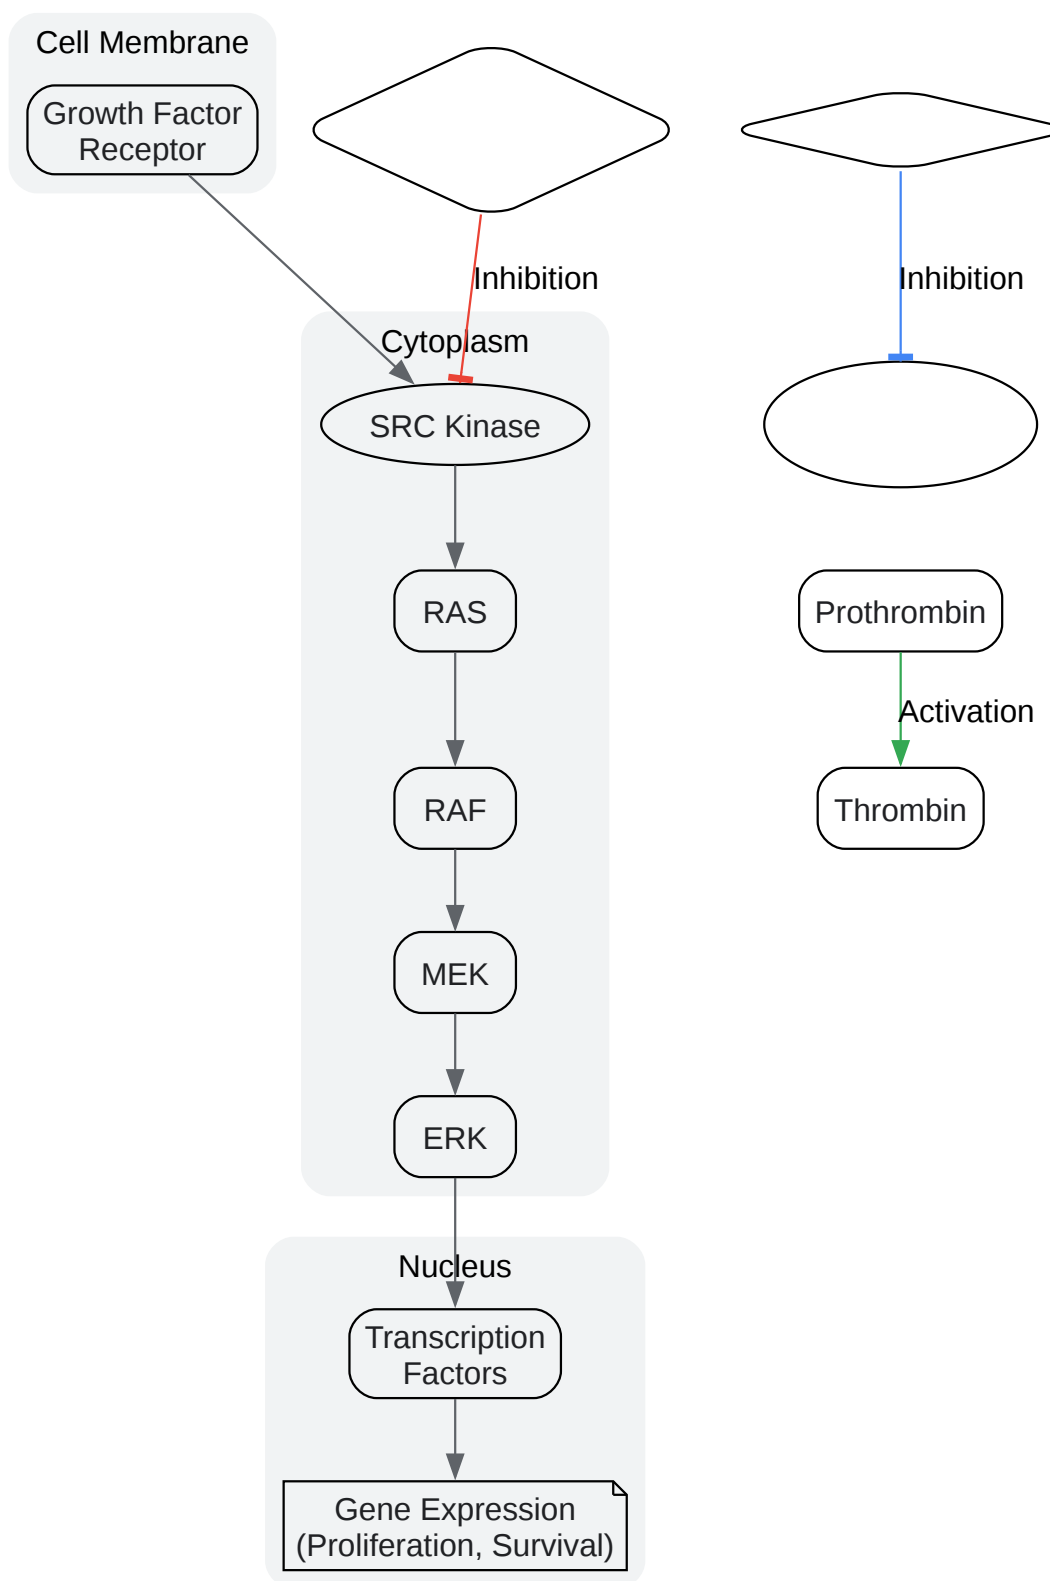 Cell Membrane
Growth Factor
Receptor
Inhibition
Inhibition
Cytoplasm
SRC Kinase
RAS
Prothrombin
Activation
RAF
Thrombin
MEK
ERK
Nucleus
Transcription
Factors
Gene Expression
(Proliferation, Survival)